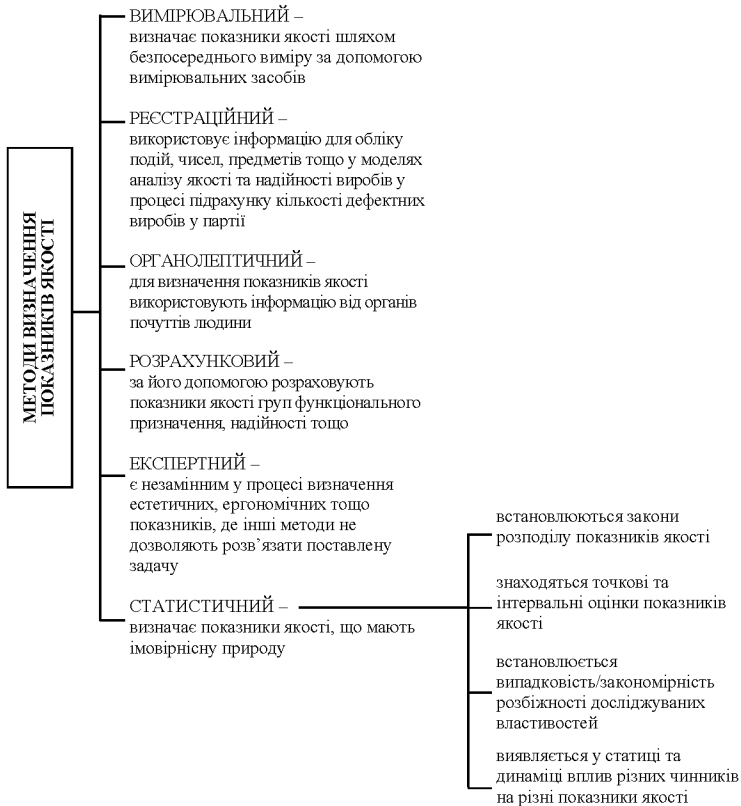 МЕТОДИ ВИЗНАЧЕННЯ
ПОКАЗНИКІВ ЯКОСТІ
ВИМІРЮВАЛЬНИЙ –
визначає показники якості шляхом
безпосереднього виміру за допомогою
вимірювальних засобів
РЕЄСТРАЦІЙНИЙ –
використовує інформацію для обліку
подій, чисел, предметів тощо у моделях
аналізу якості та надійності виробів у
процесі підрахунку кількості дефектних
виробів у партії
ОРГАНОЛЕПТИЧНИЙ –
для визначення показників якості
використовують інформацію від органів
почуттів людини
РОЗРАХУНКОВИЙ –
за його допомогою розраховують
показники якості груп функціонального
призначення, надійності тощо
ЕКСПЕРТНИЙ –
є незамінним у процесі визначення
естетичних, ергономічних тощо
показників, де інші методи не
дозволяють розв’язати поставлену
задачу
СТАТИСТИЧНИЙ –
визначає показники якості, що мають
імовірнісну природу
встановлюються закони
розподілу показників якості
знаходяться точкові та
інтервальні оцінки показників
якості
встановлюється
випадковість/закономірність
розбіжності досліджуваних
властивостей
виявляється у статиці та
динаміці вплив різних чинників
на різні показники якості